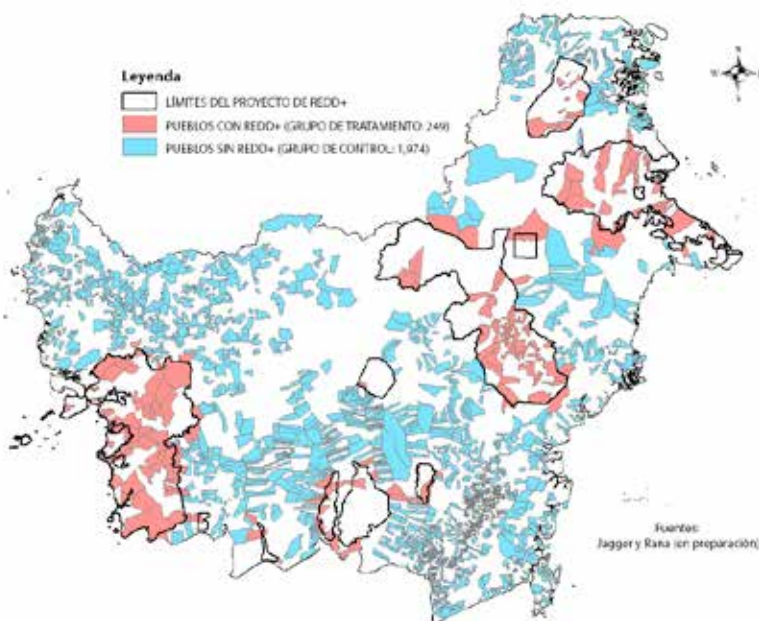 Leyenda
LÍMITES DEL PROYECTO DE REDD+
PUEBLOS CON REDD+ (GRUPO DE TRATAMIENTO: 249)
PUEBLOS SIN REDD+ (GRUPO DE CONTROL: 1,974)
N
W
S
Fuentes:
Jagger y Rana (en preparación)